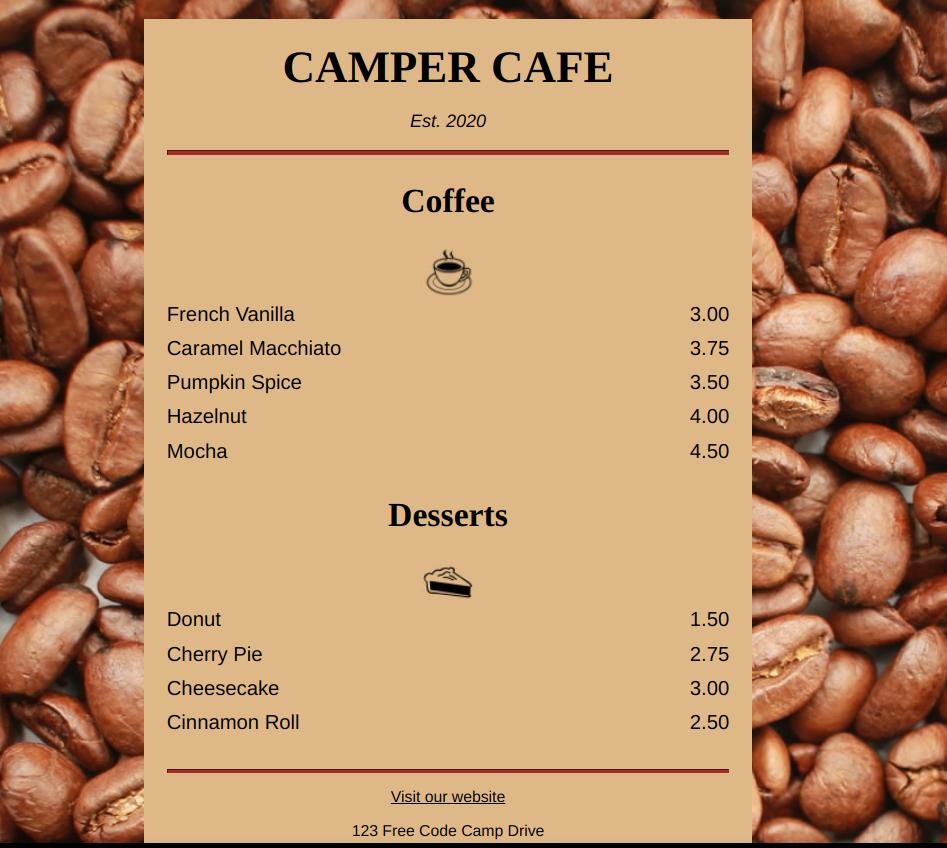 CAMPER CAFE
Est. 2020
Coffee
French Vanilla 3.00
Caramel Macchiato 3.75
Pumpkin Spice 3.50
Hazelnut 4.00
Mocha 4.50
Desserts
Donut 1.50
Cherry Pie 2.75
Cheesecake 3.00
Cinnamon Roll 2.50
Visit our website
123 Free Code Camp Drive